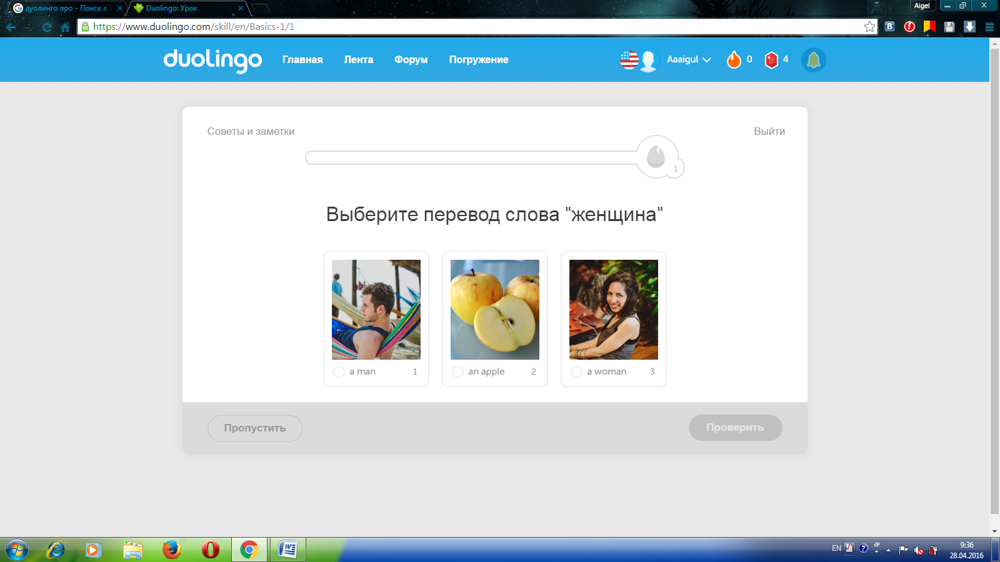 дуолинго про - Поиск в
Duolingo: Урок
Aigel
https://www.duolingo.com/skill/en/Basics-1/1
B
duolingo
Главная
Лента
Форум
Погружение
Aaaigul
0
4
Советы и заметки
Выйти
1
Выберите перевод слова "женщина"
a man 1
an apple 2
a woman 3
Пропустить
Проверить
EN
9:36
28.04.2016